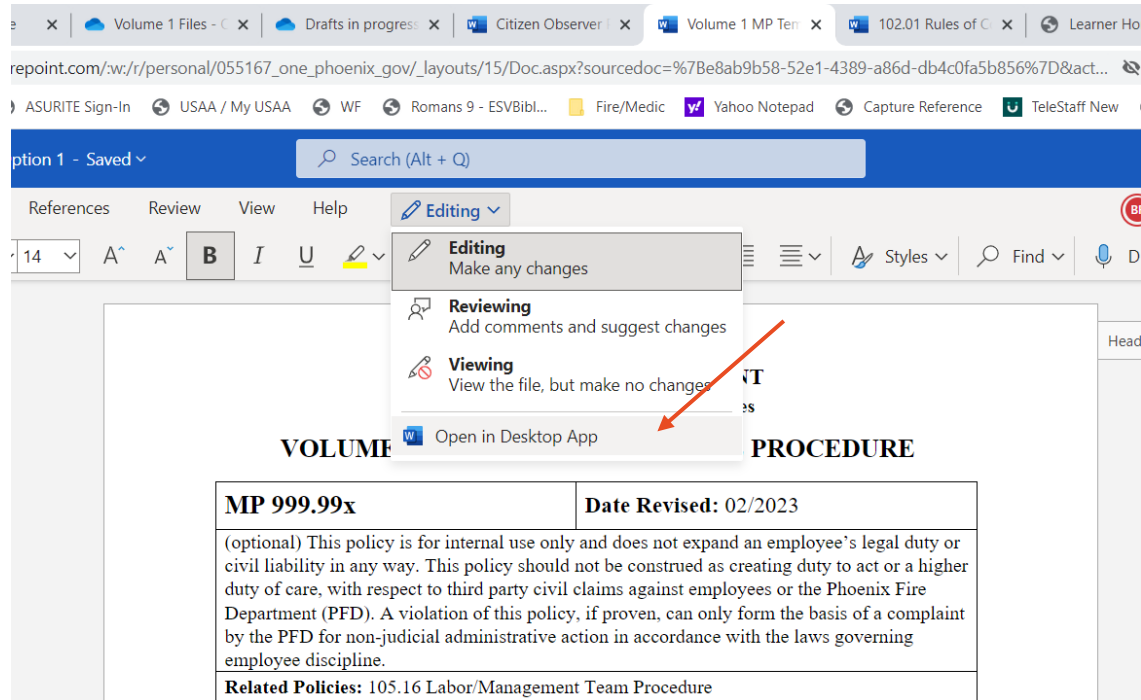 Volume 1 Files - C
Drafts in progress
Citizen Observer
Volume 1 MP Tem
102.01 Rules of C
Learner Ho
repoint.com/:w:/r/personal/055167_one_phoenix_gov/_layouts/15/Doc.aspx?sourcedoc=%7Be8ab9b58-52e1-4389-a86d-db4c0fa5b856%7D&act...
ASURITE Sign-In
USAA / My USAA
WF
Romans 9 - ESVBibl...
Fire/Medic
Yahoo Notepad
Capture Reference
TeleStaff New
ption 1 - Saved
Search (Alt + Q)
References Review View Help Editing
14 A A B I U Styles Find D
Editing
Make any changes
Reviewing
Add comments and suggest changes
Viewing
View the file, but make no changes
Open in Desktop App
Head
NT
es
VOLUME PROCEDURE
MP 999.99x Date Revised: 02/2023
(optional) This policy is for internal use only and does not expand an employee’s legal duty or
civil liability in any way. This policy should not be construed as creating duty to act or a higher
duty of care, with respect to third party civil claims against employees or the Phoenix Fire
Department (PFD). A violation of this policy, if proven, can only form the basis of a complaint
by the PFD for non-judicial administrative action in accordance with the laws governing
employee discipline.
Related Policies: 105.16 Labor/Management Team Procedure